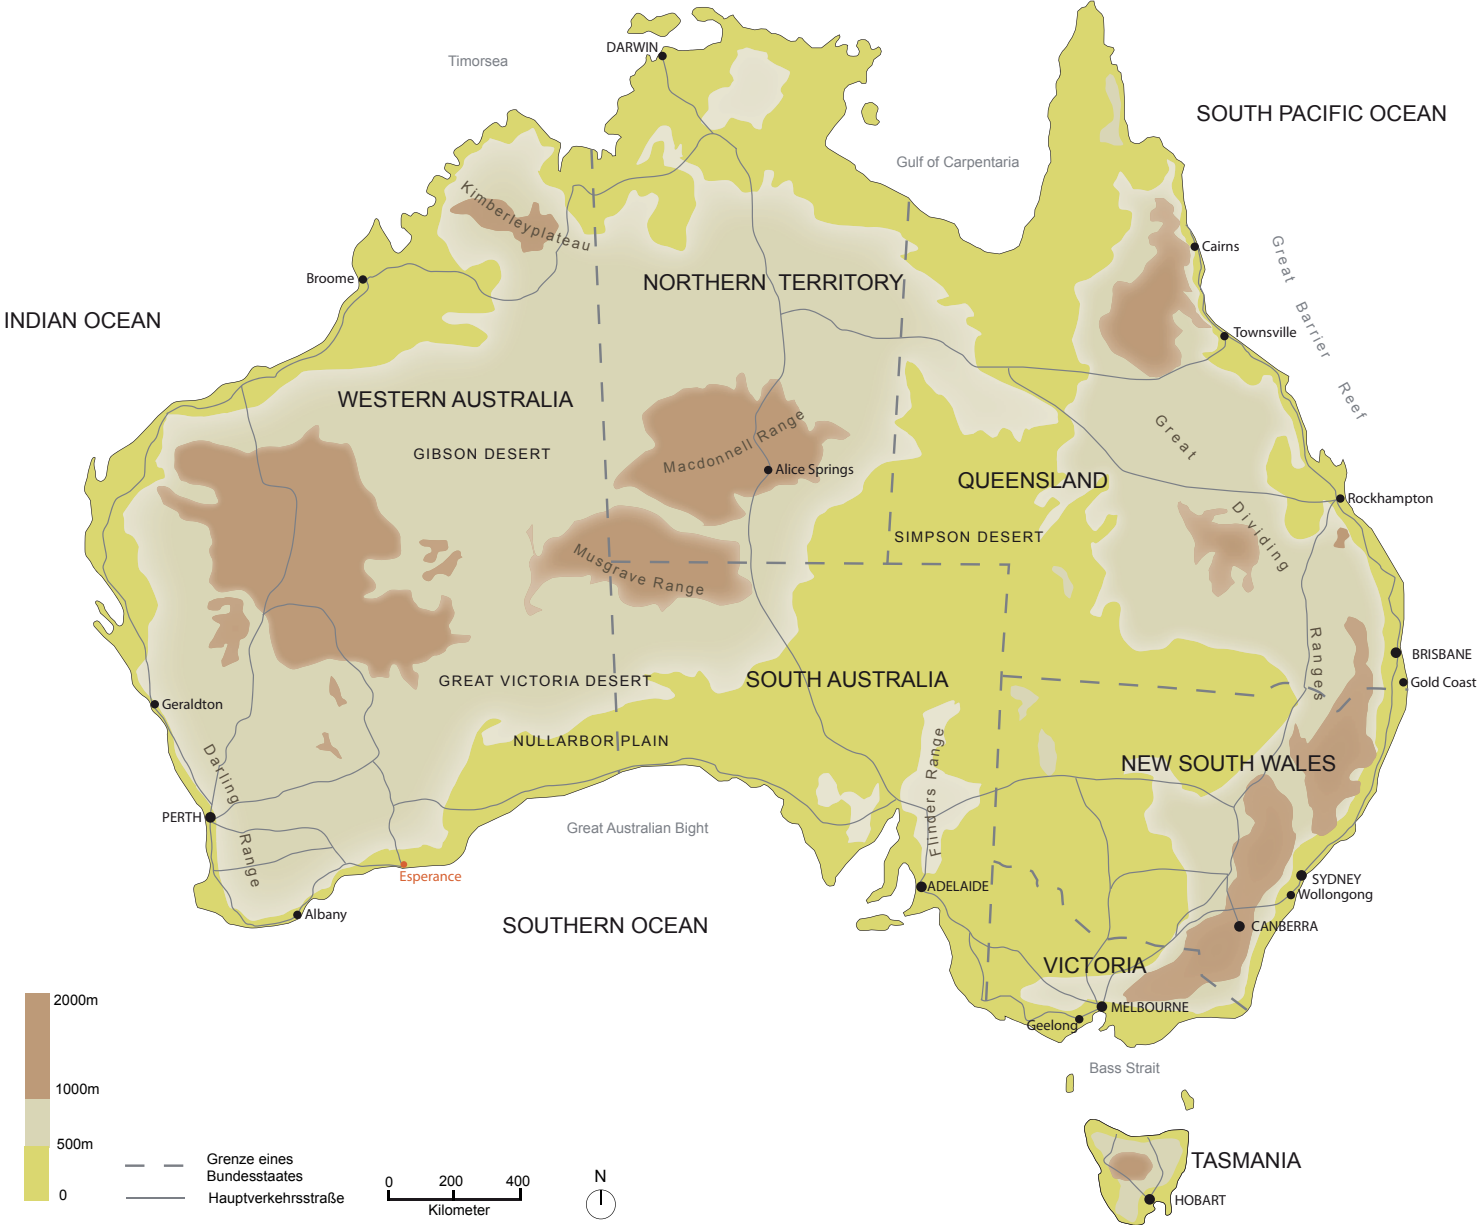 DARWIN
Timorsea
SOUTH PACIFIC OCEAN
Gulf of Carpentaria
Kimberleyplateau
Cairns
Great Barrier Reef
Broome
NORTHERN TERRITORY
INDIAN OCEAN
Townsville
WESTERN AUSTRALIA
Great Dividing Ranges
GIBSON DESERT
Macdonnell Range
Alice Springs
QUEENSLAND
Rockhampton
SIMPSON DESERT
Musgrave Range
BRISBANE
GREAT VICTORIA DESERT
SOUTH AUSTRALIA
Gold Coast
Geraldton
NULLARBOR PLAIN
Flinders Range
NEW SOUTH WALES
Darling Range
PERTH
Great Australian Bight
Esperance
ADELAIDE
SYDNEY
Wollongong
Albany
SOUTHERN OCEAN
CANBERRA
VICTORIA
MELBOURNE
Geelong
Bass Strait
TASMANIA
HOBART
2000m
1000m
500m
0
Grenze eines
Bundesstaates
Hauptverkehrsstraße
0 200 400
Kilometer
N